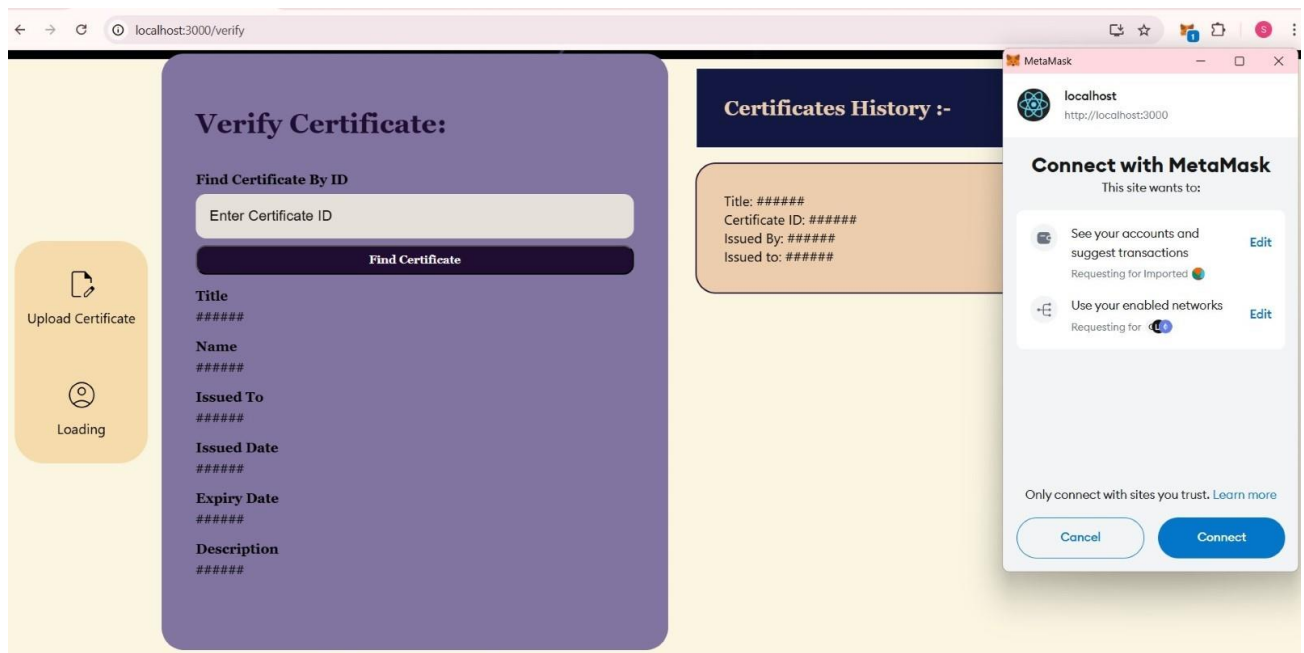 localhost:3000/verify
1
S
Verify Certificate:
Find Certificate By ID
Enter Certificate ID
Find Certificate
Title
######
Name
######
Issued To
######
Issued Date
######
Expiry Date
######
Description
######
Upload Certificate
Loading
Certificates History :-
Title: ######
Certificate ID: ######
Issued By: ######
Issued to: ######
MetaMask
localhost
http://localhost:3000
Connect with MetaMask
This site wants to:
See your accounts and
suggest transactions
Edit
Requesting for Imported
Use your enabled networks
Edit
Requesting for
Only connect with sites you trust. Learn more
Cancel
Connect